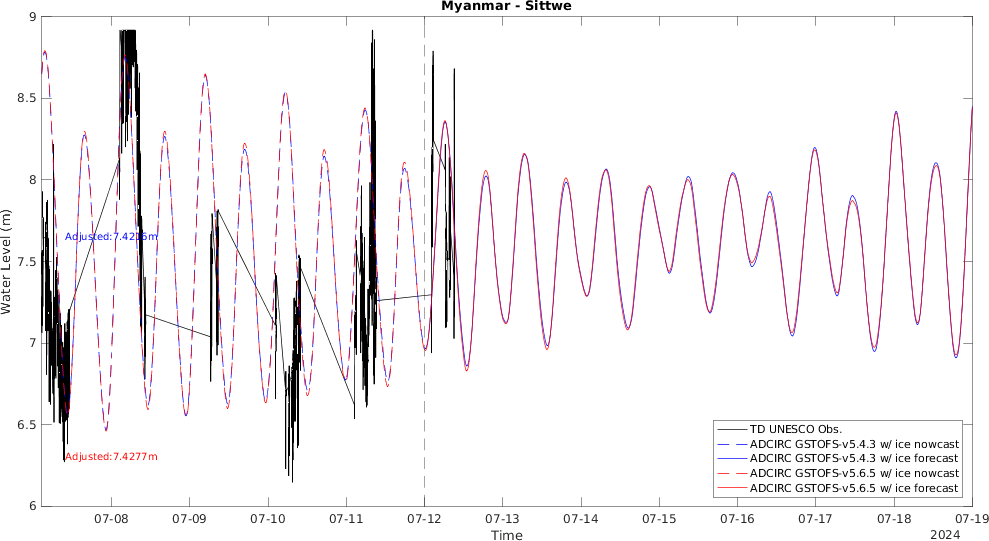 Myanmar - Sittwe
9
8.5
8
7.5
7
6.5
6
Water Level (m)
Adjusted:7.4216m
Adjusted:7.4277m
TD UNESCO Obs.
ADCIRC GSTOFS-v5.4.3 w/ ice nowcast
ADCIRC GSTOFS-v5.4.3 w/ ice forecast
ADCIRC GSTOFS-v5.6.5 w/ ice nowcast
ADCIRC GSTOFS-v5.6.5 w/ ice forecast
07-08 07-09 07-10 07-11 07-12 07-13 07-14 07-15 07-16 07-17 07-18 07-19
Time
2024